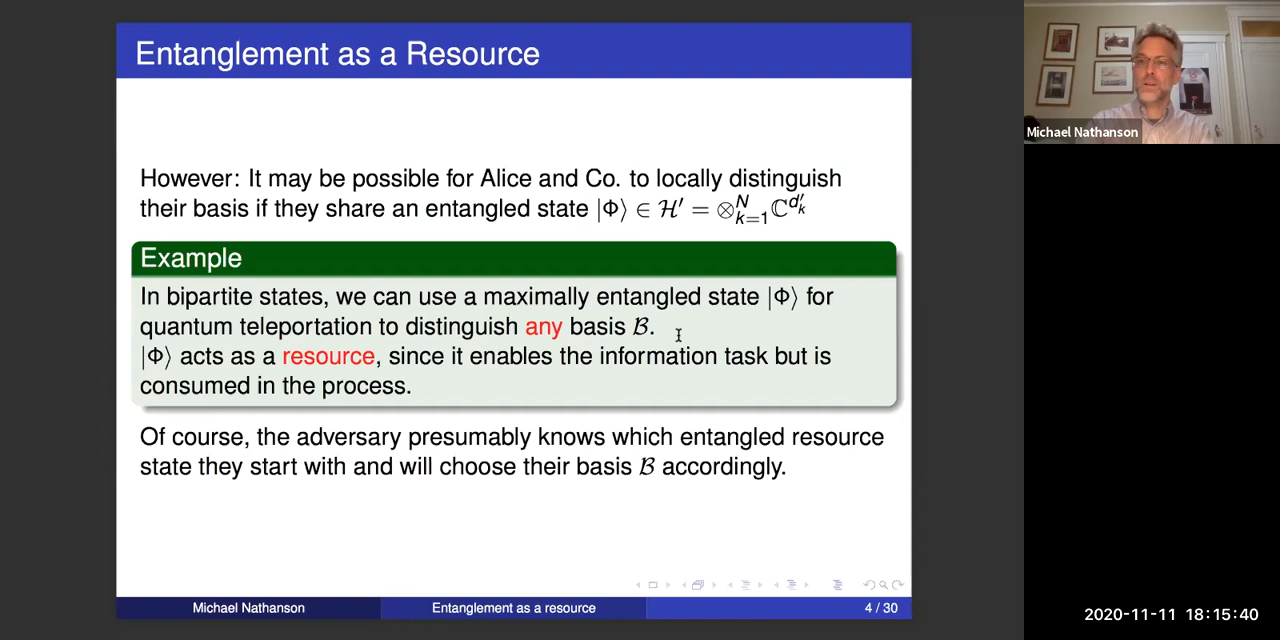 Entanglement as a Resource
However: It may be possible for Alice and Co. to locally distinguish
their basis if they share an entangled state |Φ⟩ ∈ ℋ′ = ⊗ᴺₖ₌₁ ℂ^{d′ₖ}
Example
In bipartite states, we can use a maximally entangled state |Φ⟩ for
quantum teleportation to distinguish any basis ℬ.
|Φ⟩ acts as a resource, since it enables the information task but is
consumed in the process.
Of course, the adversary presumably knows which entangled resource
state they start with and will choose their basis ℬ accordingly.
Michael Nathanson
Entanglement as a resource
4 / 30
Michael Nathanson
2020-11-11 18:15:40